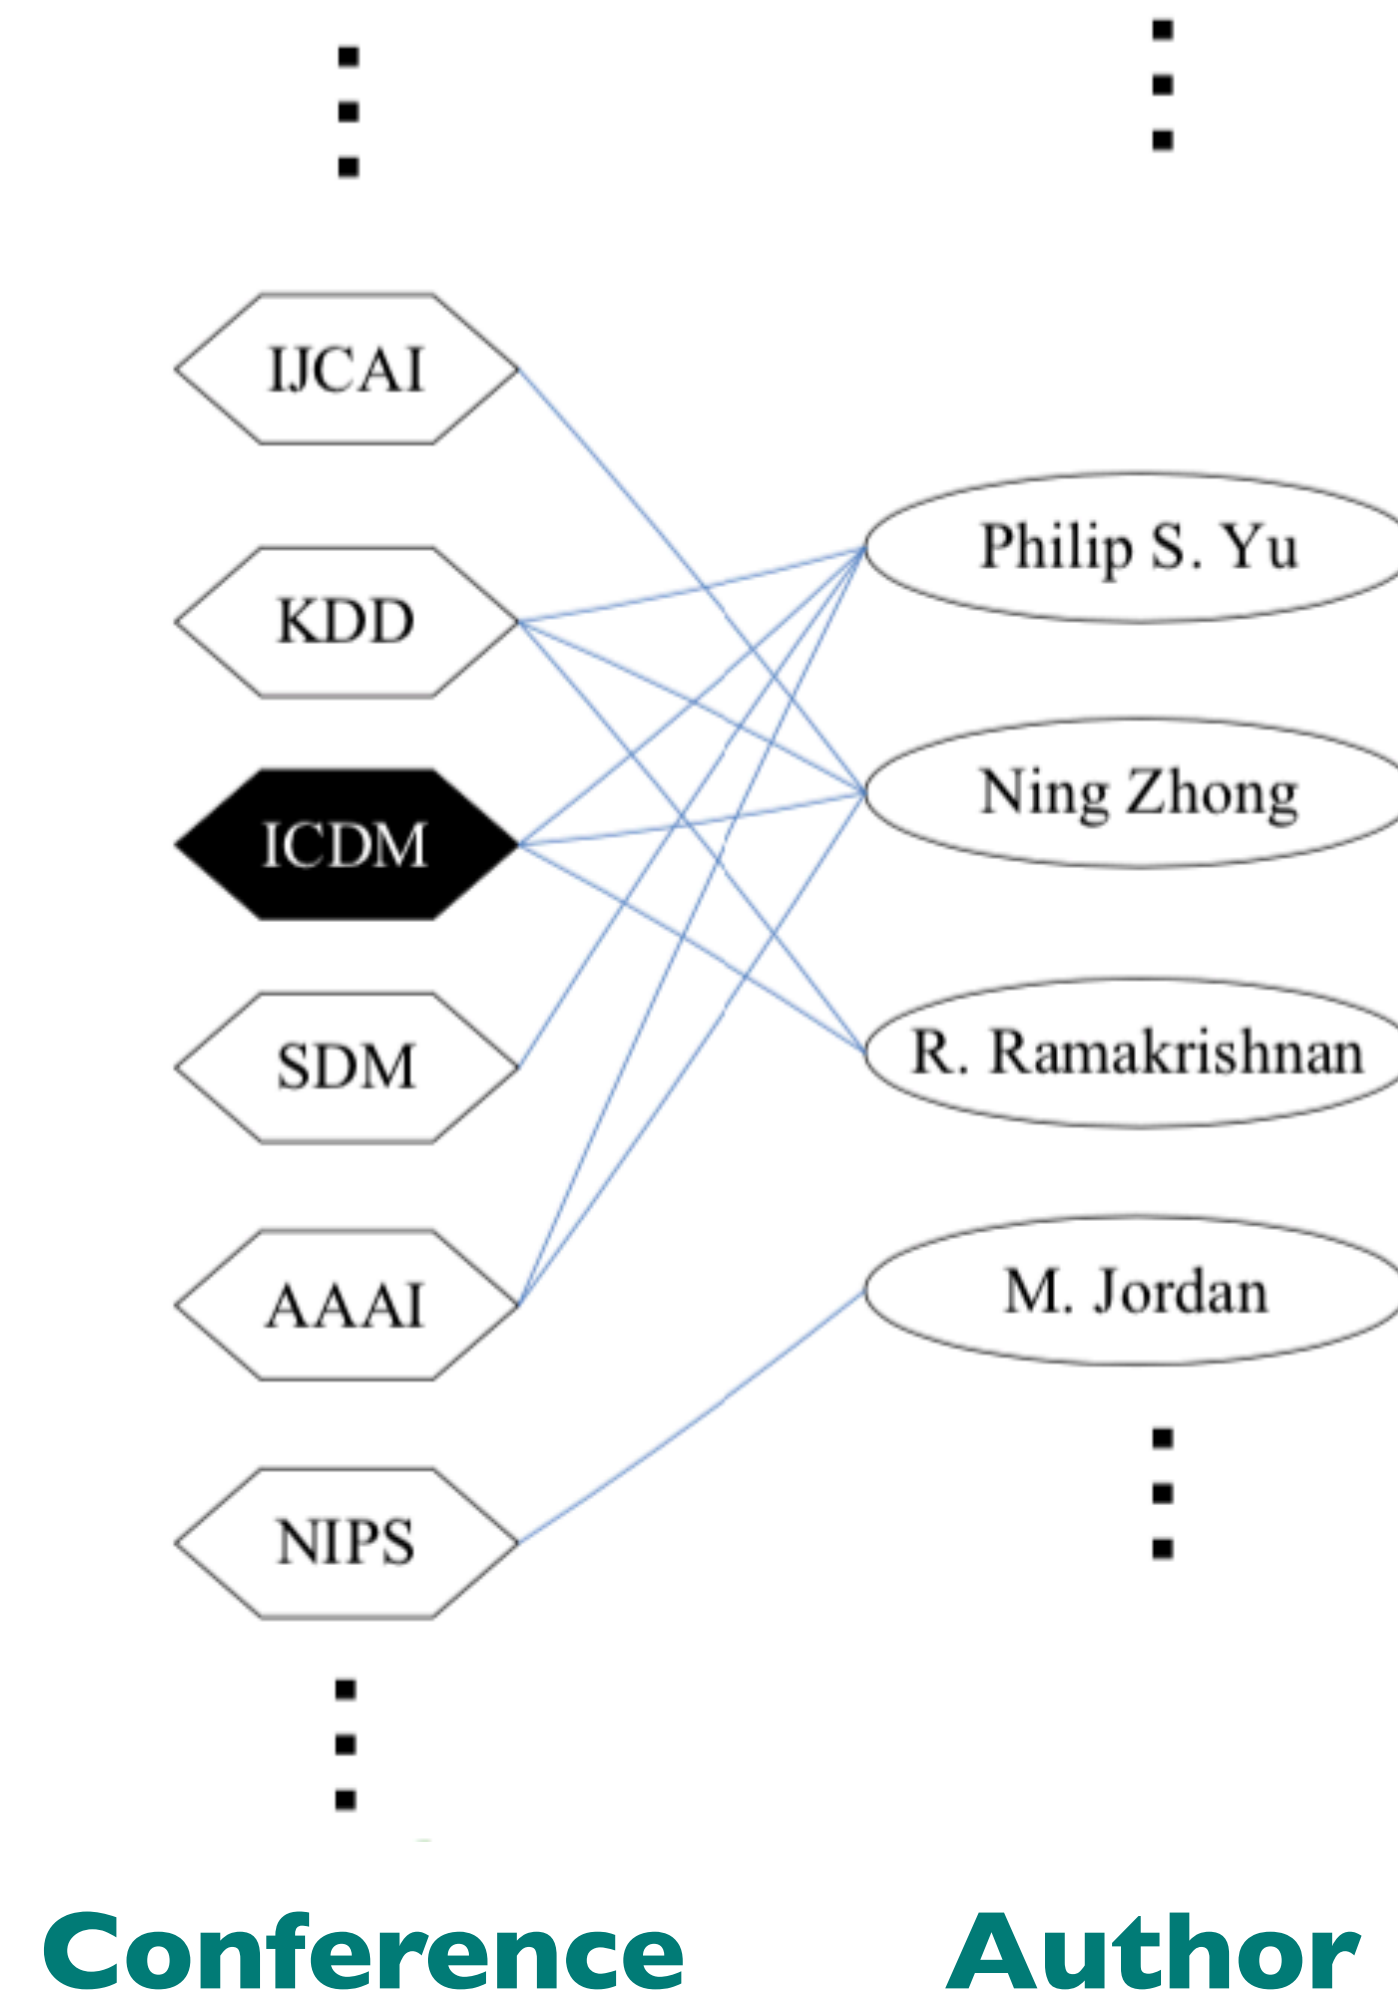 IJCAI
KDD
ICDM
SDM
AAAI
NIPS
Philip S. Yu
Ning Zhong
R. Ramakrishnan
M. Jordan
Conference
Author